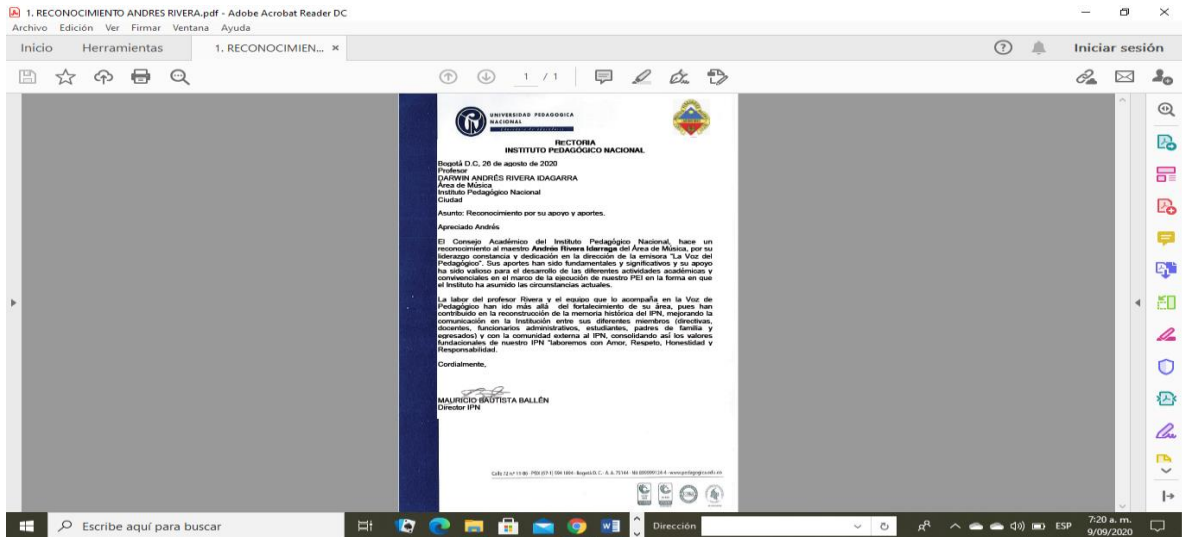 1. RECONOCIMIENTO ANDRES RIVERA.pdf - Adobe Acrobat Reader DC
Archivo Edición Ver Firmar Ventana Ayuda
Inicio Herramientas 1. RECONOCIMIEN... × Iniciar sesión
1 / 1
UNIVERSIDAD PEDAGOGICA
NACIONAL
RECTORIA
INSTITUTO PEDAGÓGICO NACIONAL
Bogotá D.C, 26 de agosto de 2020
Profesor
DARWIN ANDRÉS RIVERA IDAGARRA
Área de Música
Instituto Pedagógico Nacional
Ciudad
Asunto: Reconocimiento por su apoyo y aportes.
Apreciado Andrés
El Consejo Académico del Instituto Pedagógico Nacional, hace un
reconocimiento al maestro Andrés Rivera Idarraga del Área de Música, por su
liderazgo constancia y dedicación en la dirección de la emisora "La Voz del
Pedagógico". Sus aportes han sido fundamentales y significativos y su apoyo
ha sido valioso para el desarrollo de las diferentes actividades académicas y
convivenciales en el marco de la ejecución de nuestro PEI en la forma en que
el Instituto ha asumido las circunstancias actuales.
La labor del profesor Rivera y el equipo que lo acompaña en la Voz de
Pedagógico han ido más allá del fortalecimiento de su área, pues han
contribuido en la reconstrucción de la memoria histórica del IPN, mejorando la
comunicación en la Institución entre sus diferentes miembros (directivas,
docentes, funcionarios administrativos, estudiantes, padres de familia y
egresados) y con la comunidad externa al IPN, consolidando así los valores
fundacionales de nuestro IPN "laboremos con Amor, Respeto, Honestidad y
Responsabilidad.
Cordialmente,
MAURICIO BAUTISTA BALLÉN
Director IPN
Escribe aquí para buscar Dirección ESP 7:20 a. m.
9/09/2020